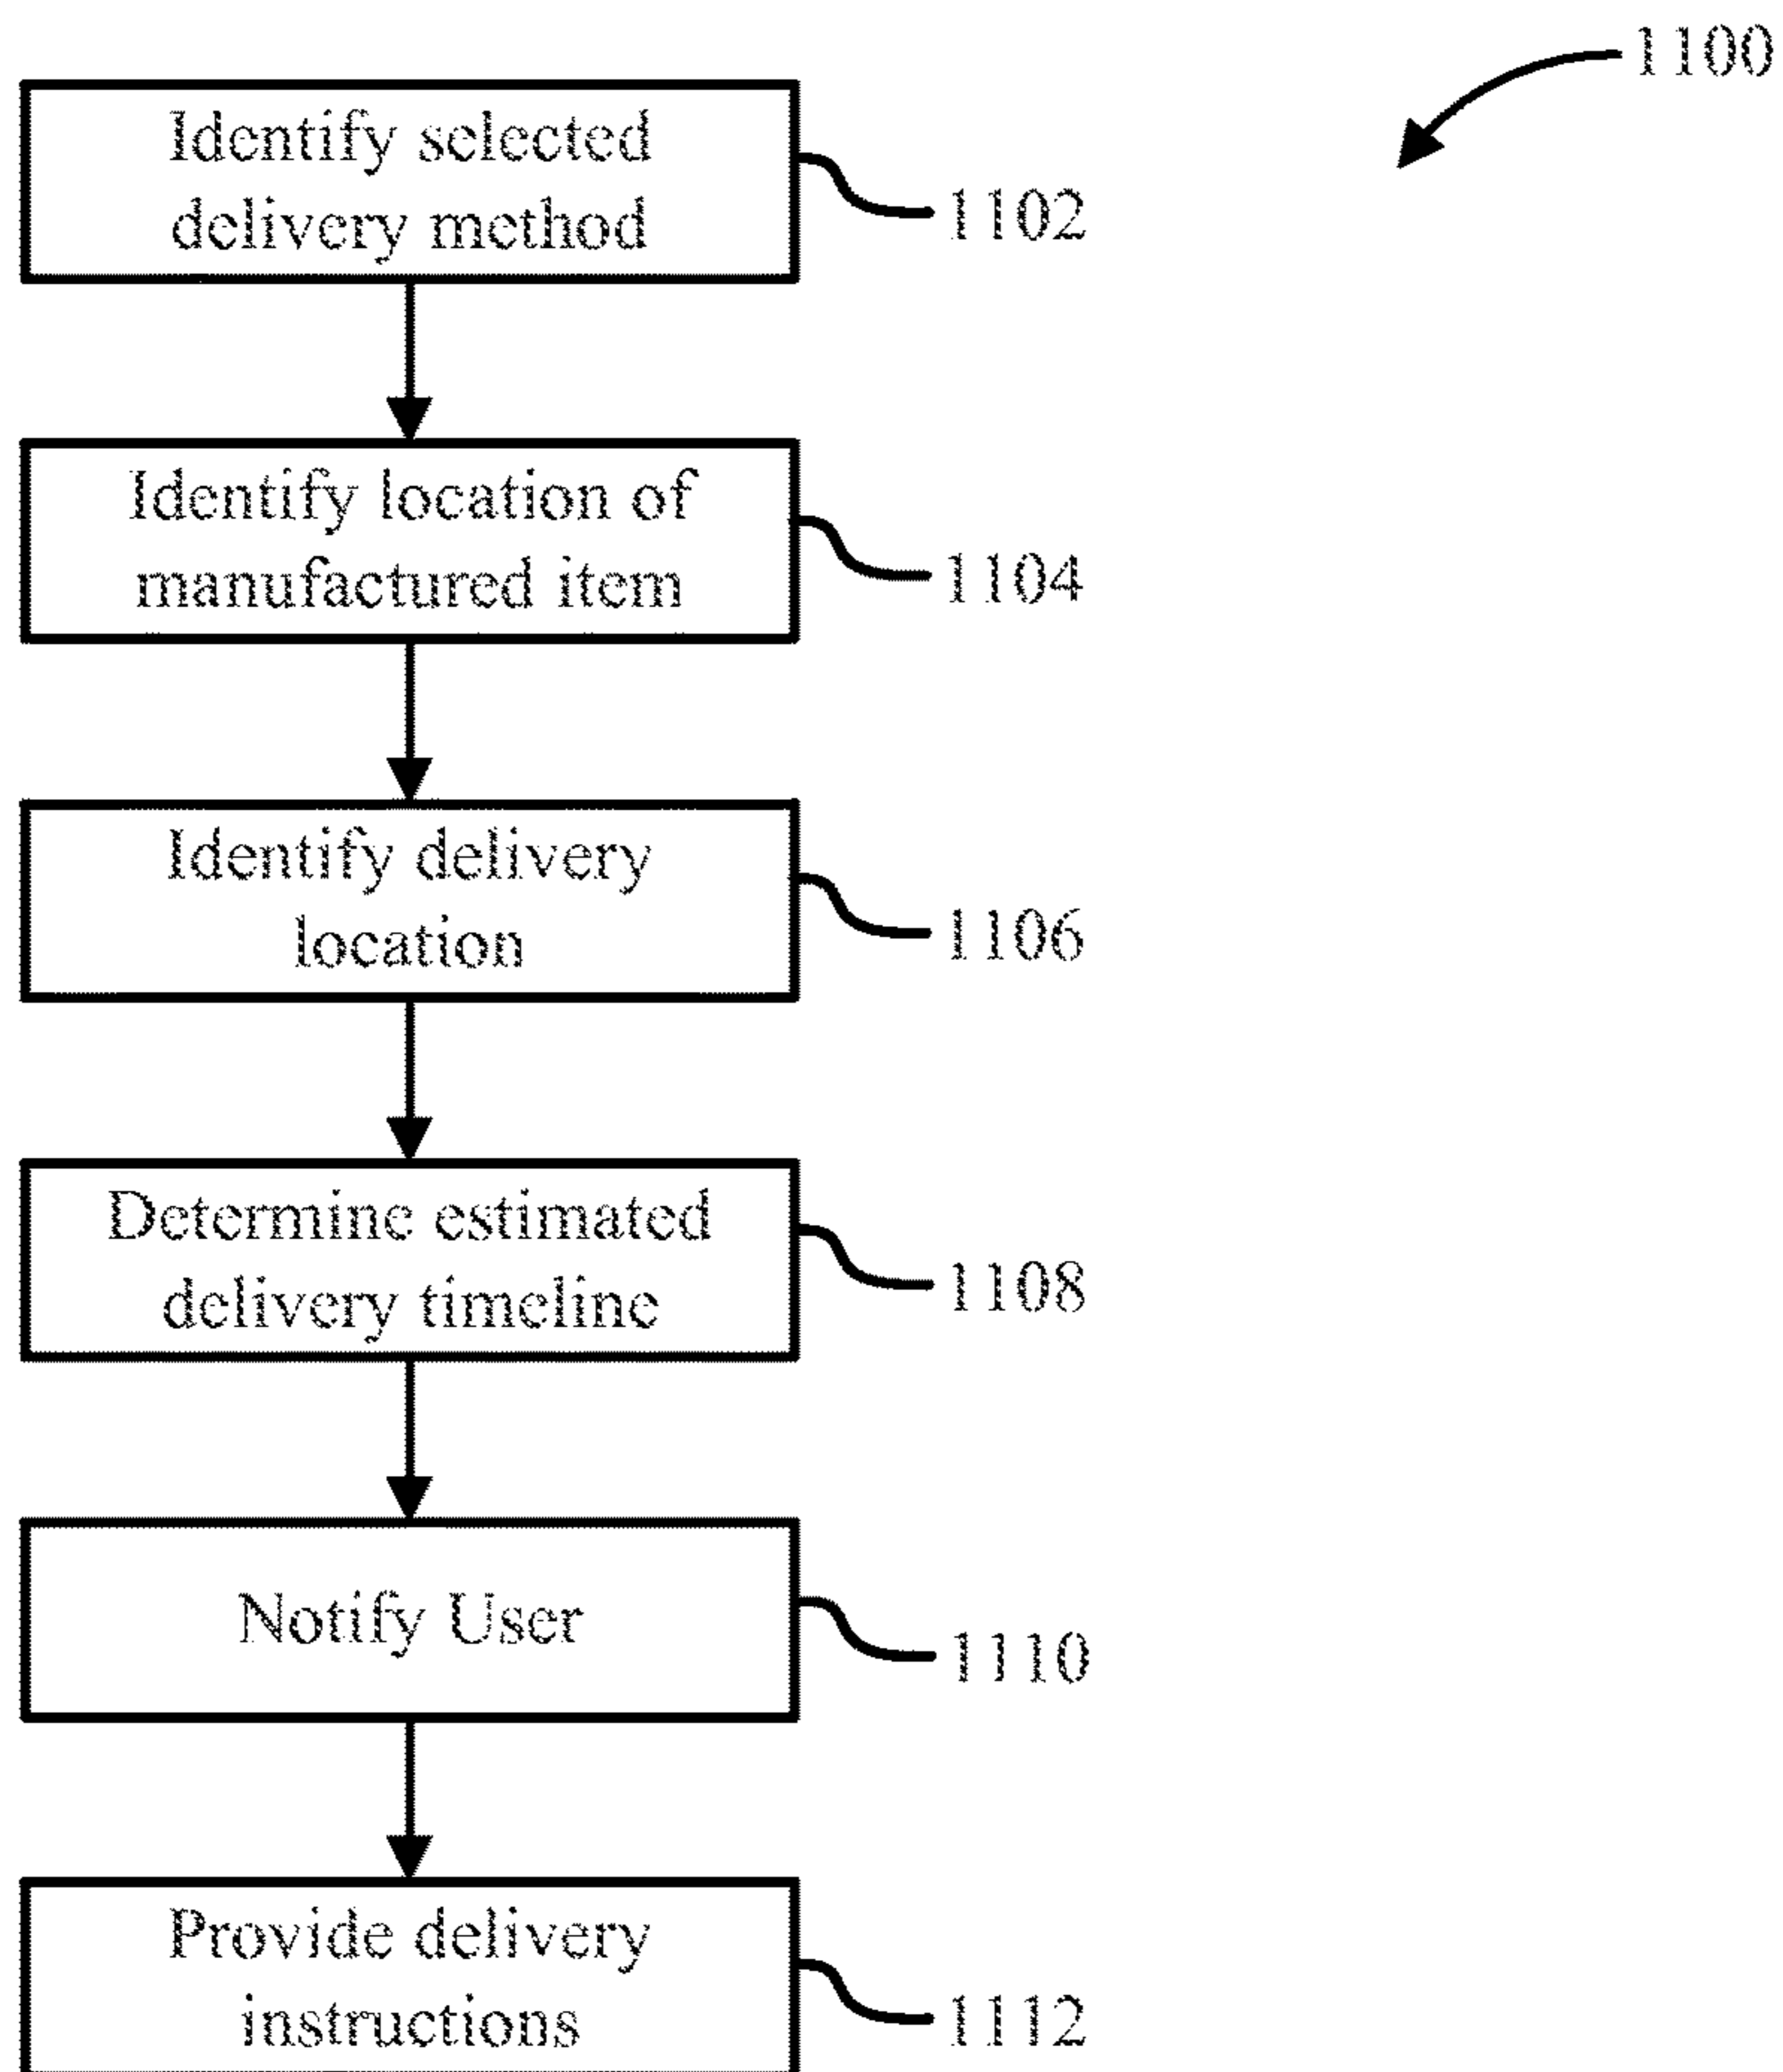 1100
Identify selected
delivery method
1102
Identify location of
manufactured item
1104
Identify delivery
location
1106
Determine estimated
delivery timeline
1108
Notify User
1110
Provide delivery
instructions
1112